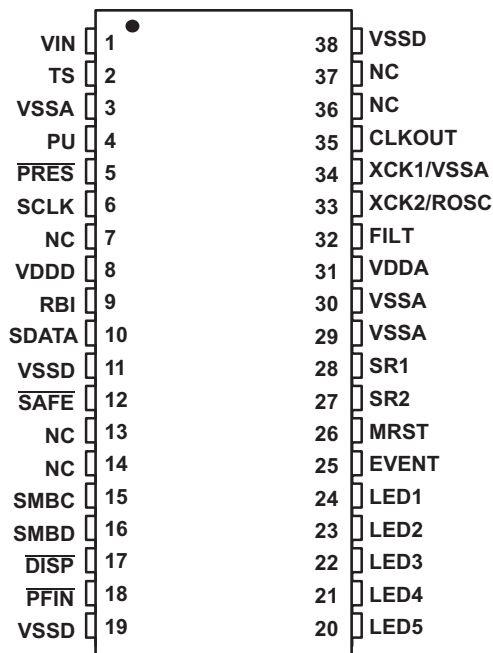 VIN 1 38 VSSD
TS 2 37 NC
VSSA 3 36 NC
PU 4 35 CLKOUT
PRES 5 34 XCK1/VSSA
SCLK 6 33 XCK2/ROSC
NC 7 32 FILT
VDDD 8 31 VDDA
RBI 9 30 VSSA
SDATA 10 29 VSSA
VSSD 11 28 SR1
SAFE 12 27 SR2
NC 13 26 MRST
NC 14 25 EVENT
SMBC 15 24 LED1
SMBD 16 23 LED2
DISP 17 22 LED3
PFIN 18 21 LED4
VSSD 19 20 LED5